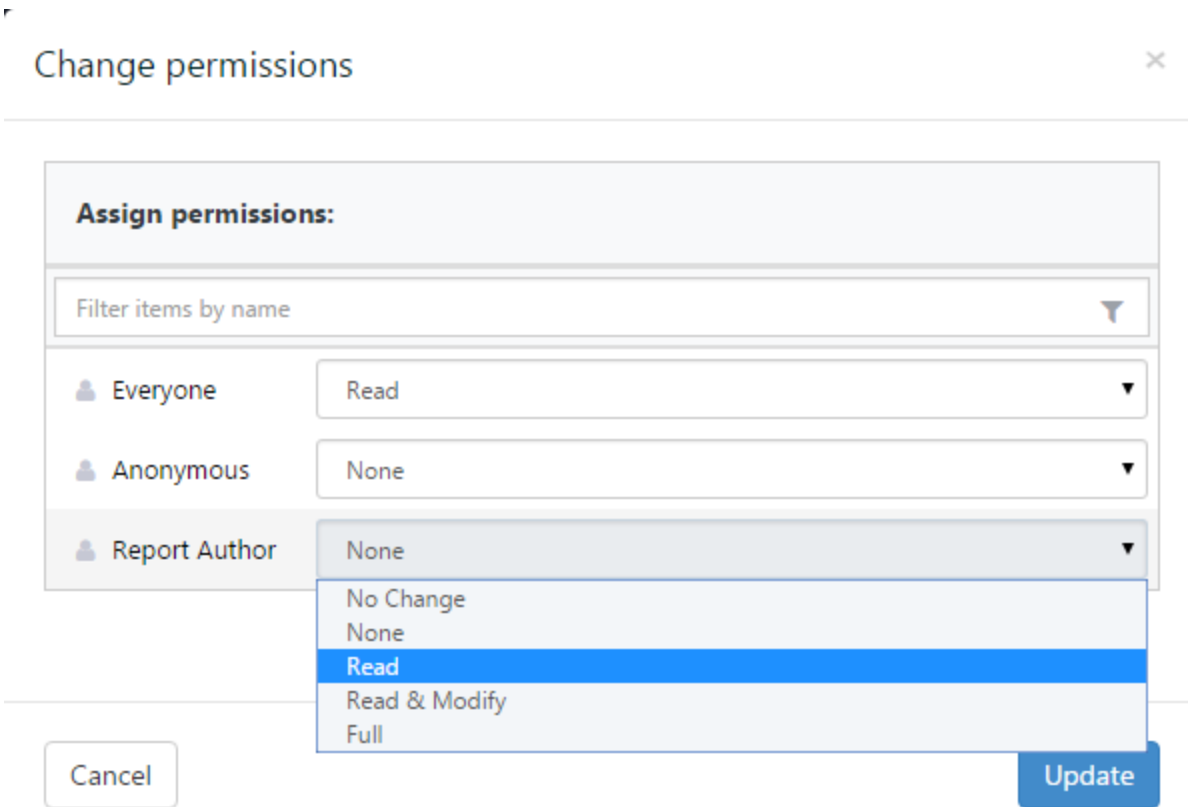 Change permissions ×
Assign permissions:
Filter items by name
Everyone Read
Anonymous None
Report Author None
No Change
None
Read
Read & Modify
Full
Cancel Update